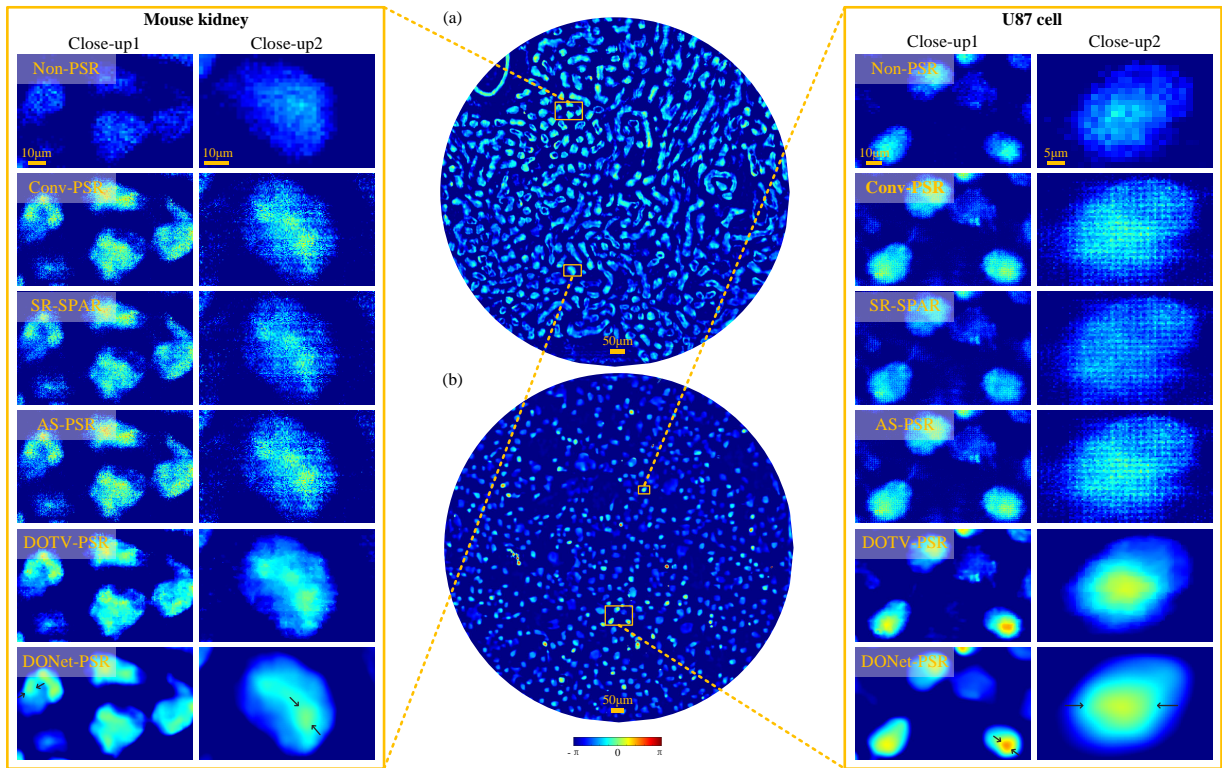 Mouse kidney
Close-up1
Close-up2
Non-PSR
10μm
10μm
Conv-PSR
SR-SPAR
AS-PSR
DOTV-PSR
DONet-PSR
(a)
50μm
(b)
50μm
- π
0
π
U87 cell
Close-up1
Close-up2
Non-PSR
10μm
5μm
Conv-PSR
SR-SPAR
AS-PSR
DOTV-PSR
DONet-PSR